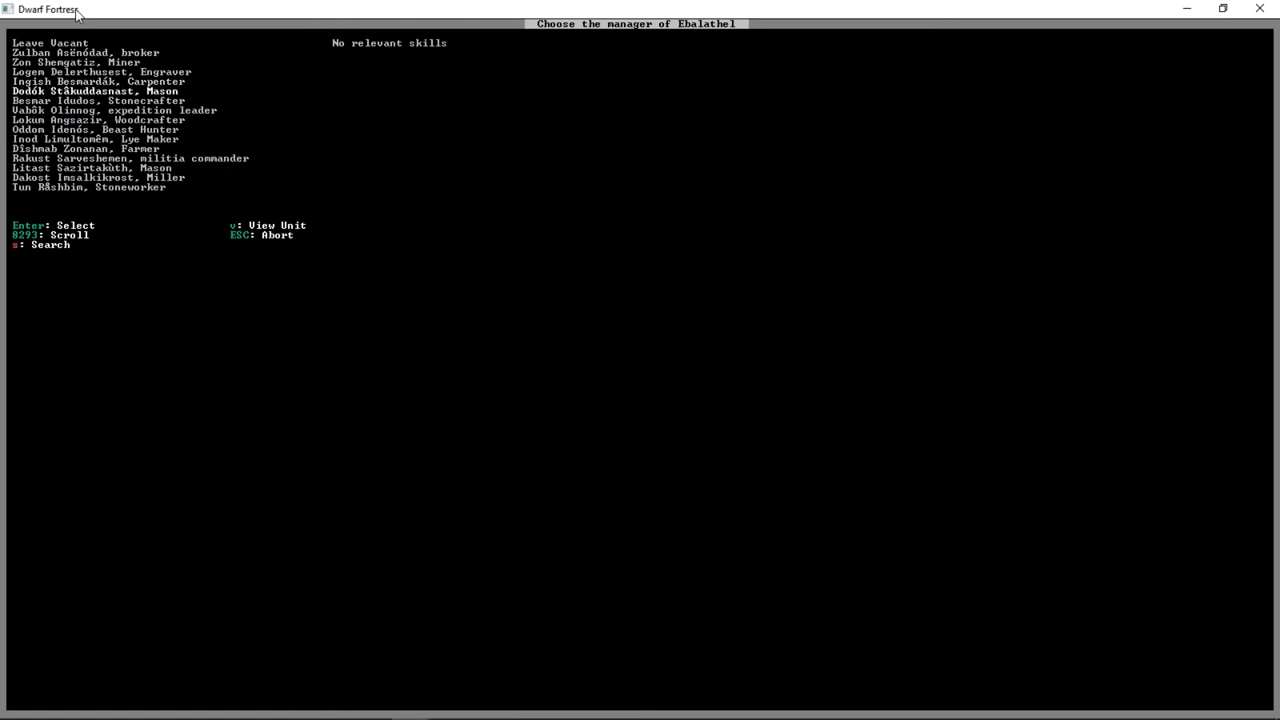 Dwarf Fortress
Choose the manager of Ebalathel
Leave Vacant
No relevant skills
Zulban Asënódad, broker
Zon Shemgatiz, Miner
Logem Delerthusest, Engraver
Ingish Besmardák, Carpenter
Dodók Stâkuddasnast, Mason
Besmar Idudos, Stonecrafter
Vabôk Olinnog, expedition leader
Lokum Angsazir, Woodcrafter
Oddom Idenós, Beast Hunter
Inod Limultomêm, Lye Maker
Dîshmab Zonanan, Farmer
Rakust Sarveshemen, militia commander
Litast Sazirtakùth, Mason
Dakost Imsalkikrost, Miller
Tun Råshbim, Stoneworker
Enter: Select
v: View Unit
8293: Scroll
ESC: Abort
s: Search